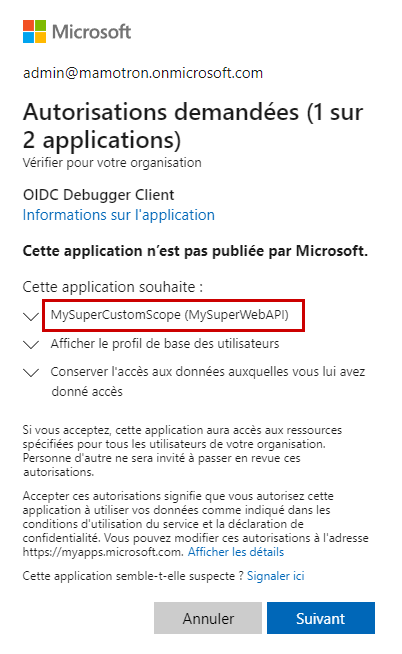 Microsoft
admin@mamotron.onmicrosoft.com
Autorisations demandées (1 sur
2 applications)
Vérifier pour votre organisation
OIDC Debugger Client
Informations sur l'application
Cette application n’est pas publiée par Microsoft.
Cette application souhaite :
MySuperCustomScope (MySuperWebAPI)
Afficher le profil de base des utilisateurs
Conserver l'accès aux données auxquelles vous lui avez
donné accès
Si vous acceptez, cette application aura accès aux ressources
spécifiées pour tous les utilisateurs de votre organisation.
Personne d'autre ne sera invité à passer en revue ces
autorisations.
Accepter ces autorisations signifie que vous autorisez cette
application à utiliser vos données comme indiqué dans les
conditions d'utilisation du service et la déclaration de
confidentialité. Vous pouvez modifier ces autorisations à l'adresse
https://myapps.microsoft.com. Afficher les détails
Cette application semble-t-elle suspecte ? Signaler ici
Annuler
Suivant